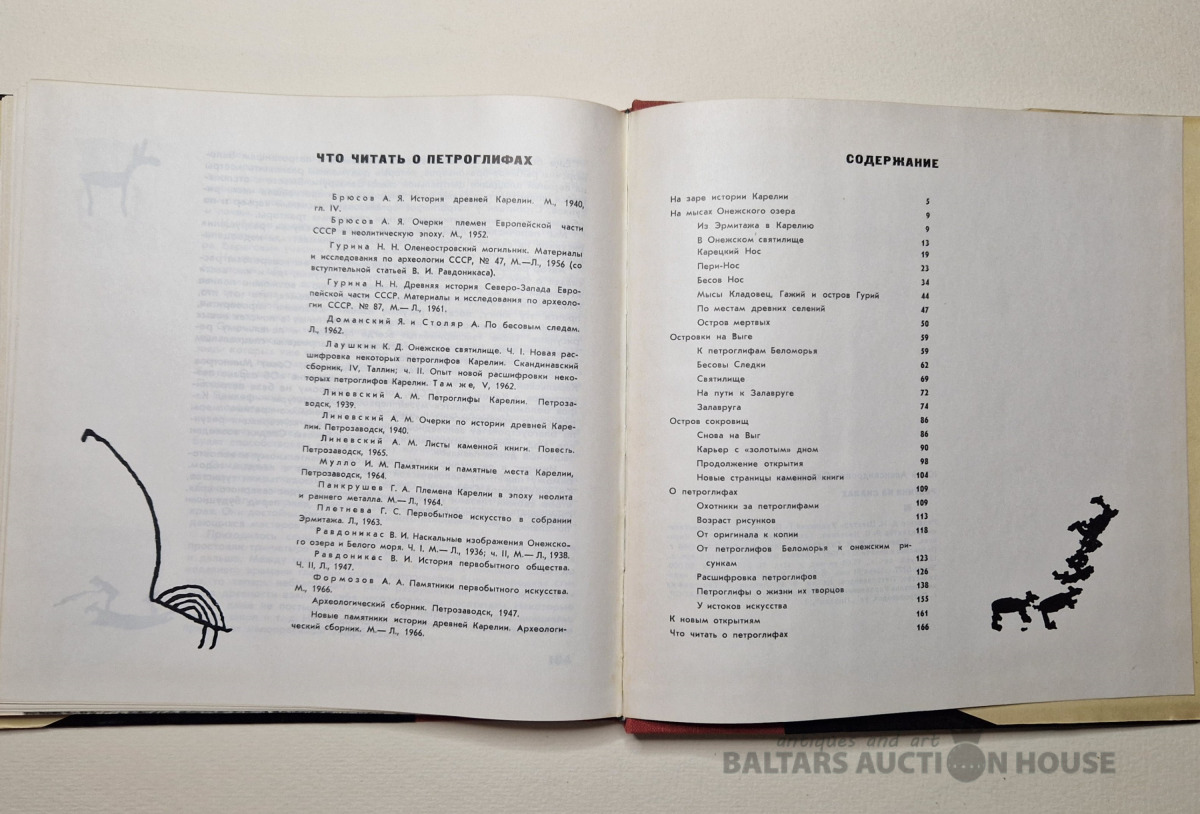 ЧТО ЧИТАТЬ О ПЕТРОГЛИФАХ
Брюсов А. Я. История древней Карелии. М., 1940,
гл. IV.
Брюсов А. Я. Очерки племен Европейской части
СССР в неолитическую эпоху. М., 1952.
Гурина Н. Н. Оленеостровский могильник. Материалы
и исследования по археологии СССР, № 47, М.—Л., 1956 (со
вступительной статьей В. И. Равдоникаса).
Гурина Н. Н. Древняя история Северо-Запада Евро-
пейской части СССР. Материалы и исследования по археоло-
гии СССР. № 87, М.—Л., 1961.
Доманский Я. и Столяр А. По бесовым следам.
Л., 1962.
Лаушкин К. Д. Онежское святилище. Ч. I. Новая рас-
шифровка некоторых петроглифов Карелии. Скандинавский
сборник, IV, Таллин; ч. II. Опыт новой расшифровки неко-
торых петроглифов Карелии. Там же, V, 1962.
Линевский А. М. Петроглифы Карелии. Петроза-
водск, 1939.
Линевский А. М. Очерки по истории древней Каре-
лии. Петрозаводск, 1940.
Линевский А. М. Листы каменной книги. Повесть.
Петрозаводск, 1965.
Мулло И. М. Памятники и памятные места Карелии,
Петрозаводск, 1964.
Панкрушев Г. А. Племена Карелии в эпоху неолита
и раннего металла. М.—Л., 1964.
Плетнева Г. С. Первобытное искусство в собрании
Эрмитажа. Л., 1963.
Равдоникас В. И. Наскальные изображения Онежско-
го озера и Белого моря. Ч. I, М.—Л., 1936; ч. II, М.—Л., 1938.
Равдоникас В. И. История первобытного общества.
Ч. II, Л., 1947.
Формозов А. А. Памятники первобытного искусства.
М., 1966.
Археологический сборник. Петрозаводск, 1947.
Новые памятники истории древней Карелии. Археологи-
ческий сборник. М.—Л., 1966.
СОДЕРЖАНИЕ
На заре истории Карелии 5
На мысах Онежского озера 9
Из Эрмитажа в Карелию 9
В Онежском святилище 13
Карецкий Нос 19
Пери-Нос 23
Бесов Нос 34
Мысы Кладовец, Гажий и остров Гурий 44
По местам древних селений 47
Остров мертвых 50
Островки на Выге 59
К петроглифам Беломорья 59
Бесовы Следки 62
Святилище 69
На пути к Залавруге 72
Залавруга 74
Остров сокровищ 86
Снова на Выг 86
Карьер с «золотым» дном 90
Продолжение открытия 98
Новые страницы каменной книги 104
О петроглифах 109
Охотники за петроглифами 109
Возраст рисунков 113
От оригинала к копии 118
От петроглифов Беломорья к онежским ри-
сункам 123
Расшифровка петроглифов 126
Петроглифы о жизни их творцов 138
У истоков искусства 155
К новым открытиям 161
Что читать о петроглифах 166
antiques and art
BALTARS AUCTION HOUSE